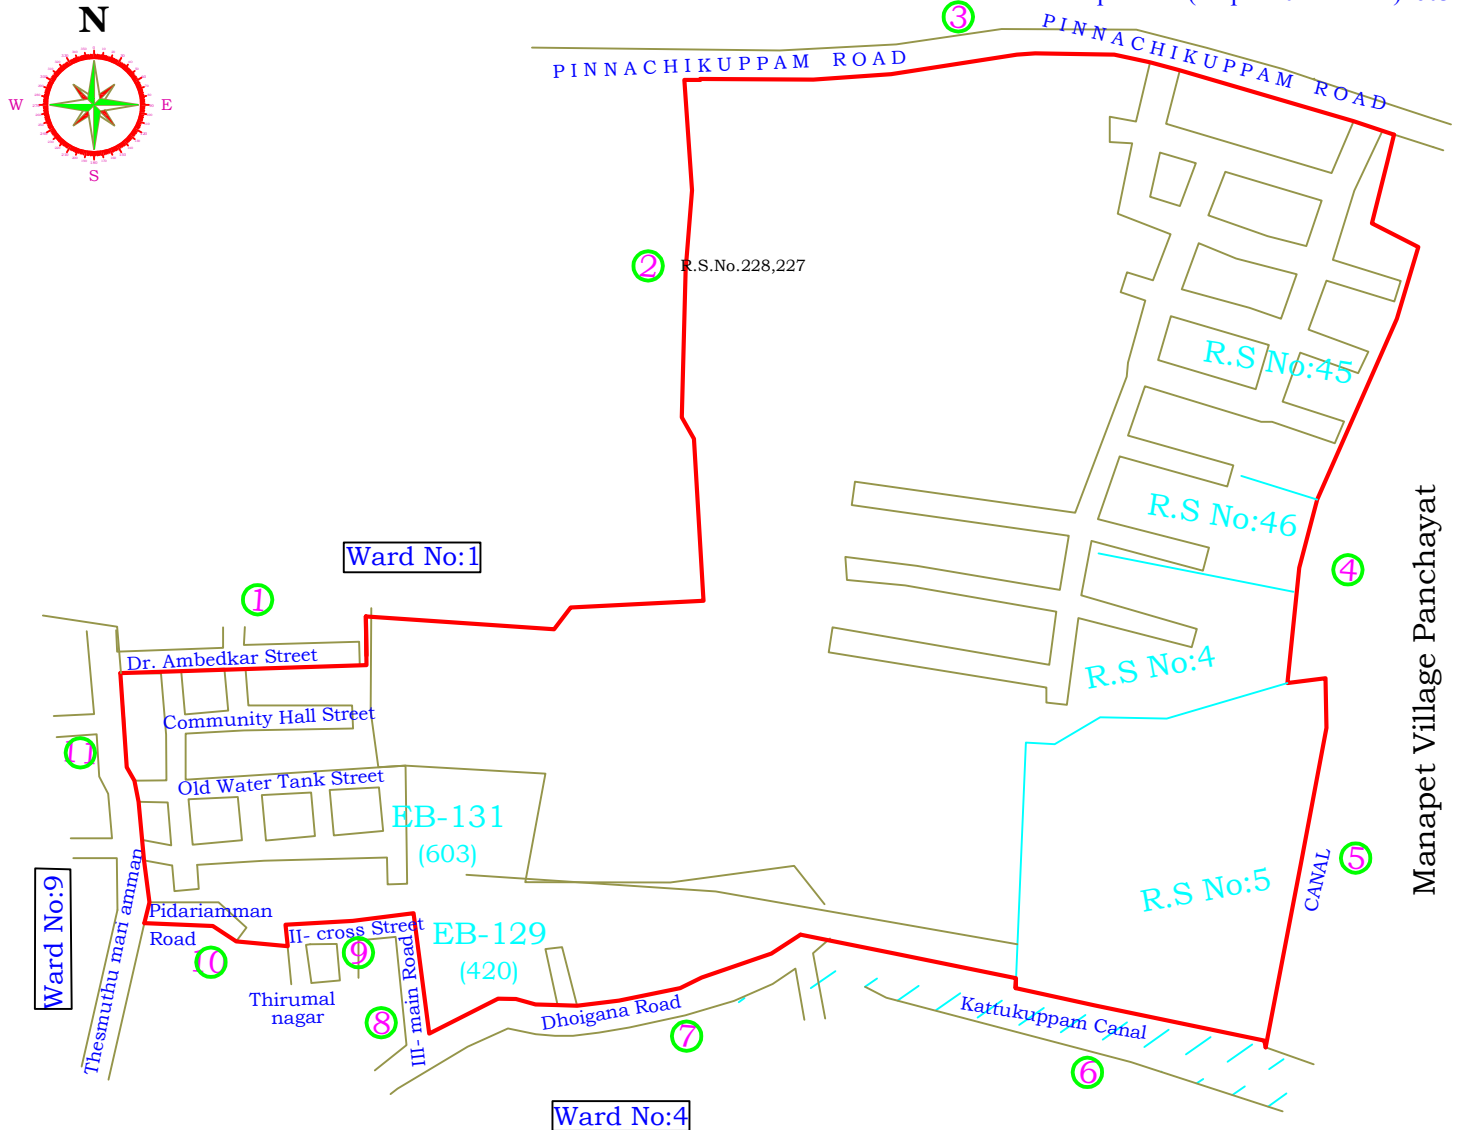 N
W
E
S
3
PINNACHIKUPPAM ROAD
PINNACHIKUPPAM ROAD
2
R.S.No.228,227
R.S No:45
R.S No:46
Ward No:1
1
4
Manapet Village Panchayat
Dr. Ambedkar Street
R.S No:4
Community Hall Street
11
Old Water Tank Street
EB-131
(603)
5
CANAL
R.S No:5
Ward No:9
Thesmuthu mari amman
Pidariamman
Road
10
II- cross Street
9
EB-129
(420)
III- main Road
Thirumal
nagar
8
Dhoigana Road
7
Kattukuppam Canal
6
Ward No:4